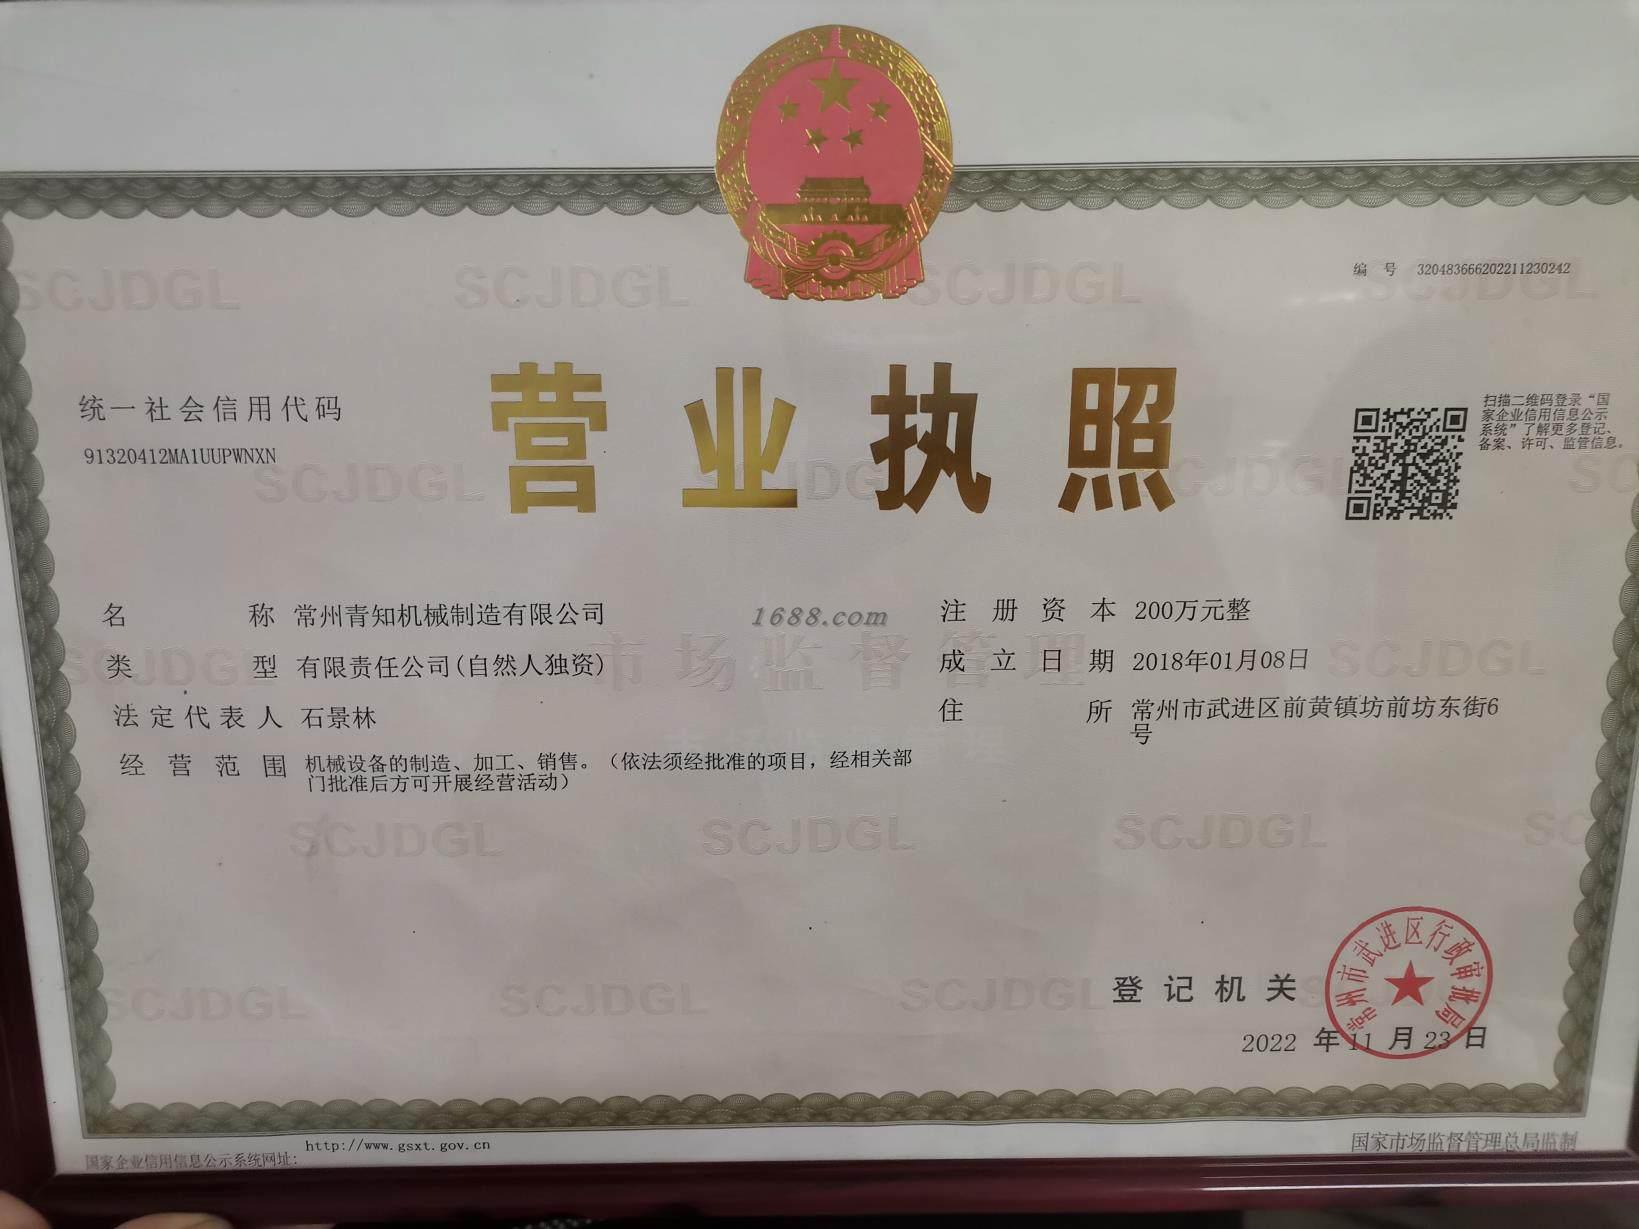 编 号 320483666202211230242
统一社会信用代码
91320412MA1UUPWNXN
营业执照
扫描二维码登录“国
家企业信用信息公示
系统”了解更多登记、
备案、许可、监管信息。
名 称 常州青知机械制造有限公司
类 型 有限责任公司(自然人独资)
法定代表人 石景林
经营范围 机械设备的制造、加工、销售。（依法须经批准的项目，经相关部
门批准后方可开展经营活动）
1688.com
注册资本 200万元整
成立日期 2018年01月08日
住 所 常州市武进区前黄镇坊前坊东街6
号
市场监督管理
SCJDGL
登记机关
常州市武进区行政审批局
2022 年 11 月 23 日
国家企业信用信息公示系统网址: http://www.gsxt.gov.cn
国家市场监督管理总局监制